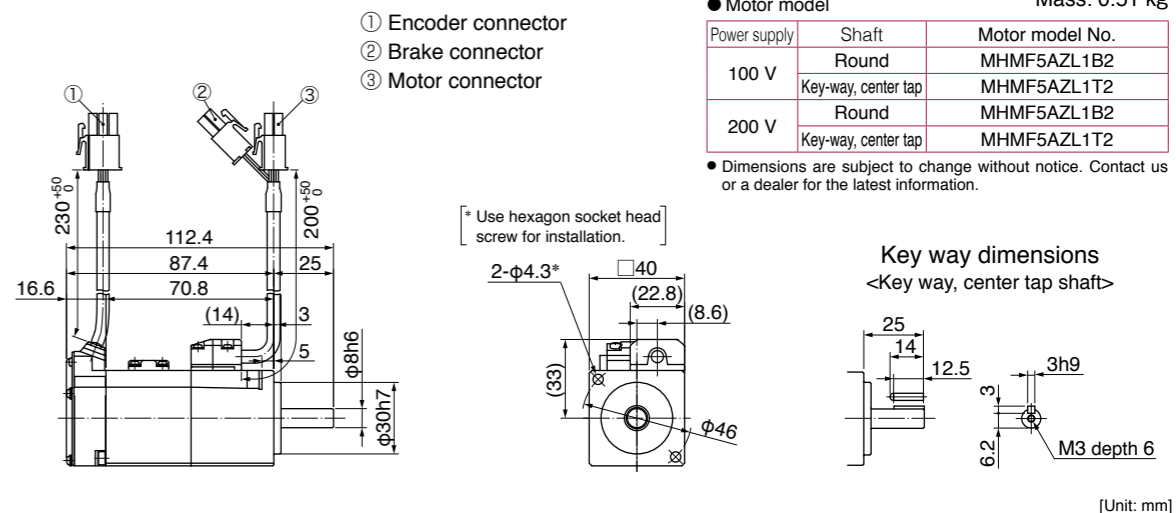 ① Encoder connector
② Brake connector
③ Motor connector
● Motor model
Mass: 0.51 kg
Power supply Shaft Motor model No.
100 V Round MHMF5AZL1B2
Key-way, center tap MHMF5AZL1T2
200 V Round MHMF5AZL1B2
Key-way, center tap MHMF5AZL1T2
● Dimensions are subject to change without notice. Contact us
or a dealer for the latest information.
① ② ③
230 +50 0
200 +50 0
112.4
87.4 25
16.6 70.8
(14) 3
5
φ8h6
φ30h7
[* Use hexagon socket head
screw for installation.]
2-φ4.3*
□40
(22.8)
(8.6)
(33)
φ46
Key way dimensions
<Key way, center tap shaft>
25
14
12.5
3h9
3
6.2
M3 depth 6
[Unit: mm]